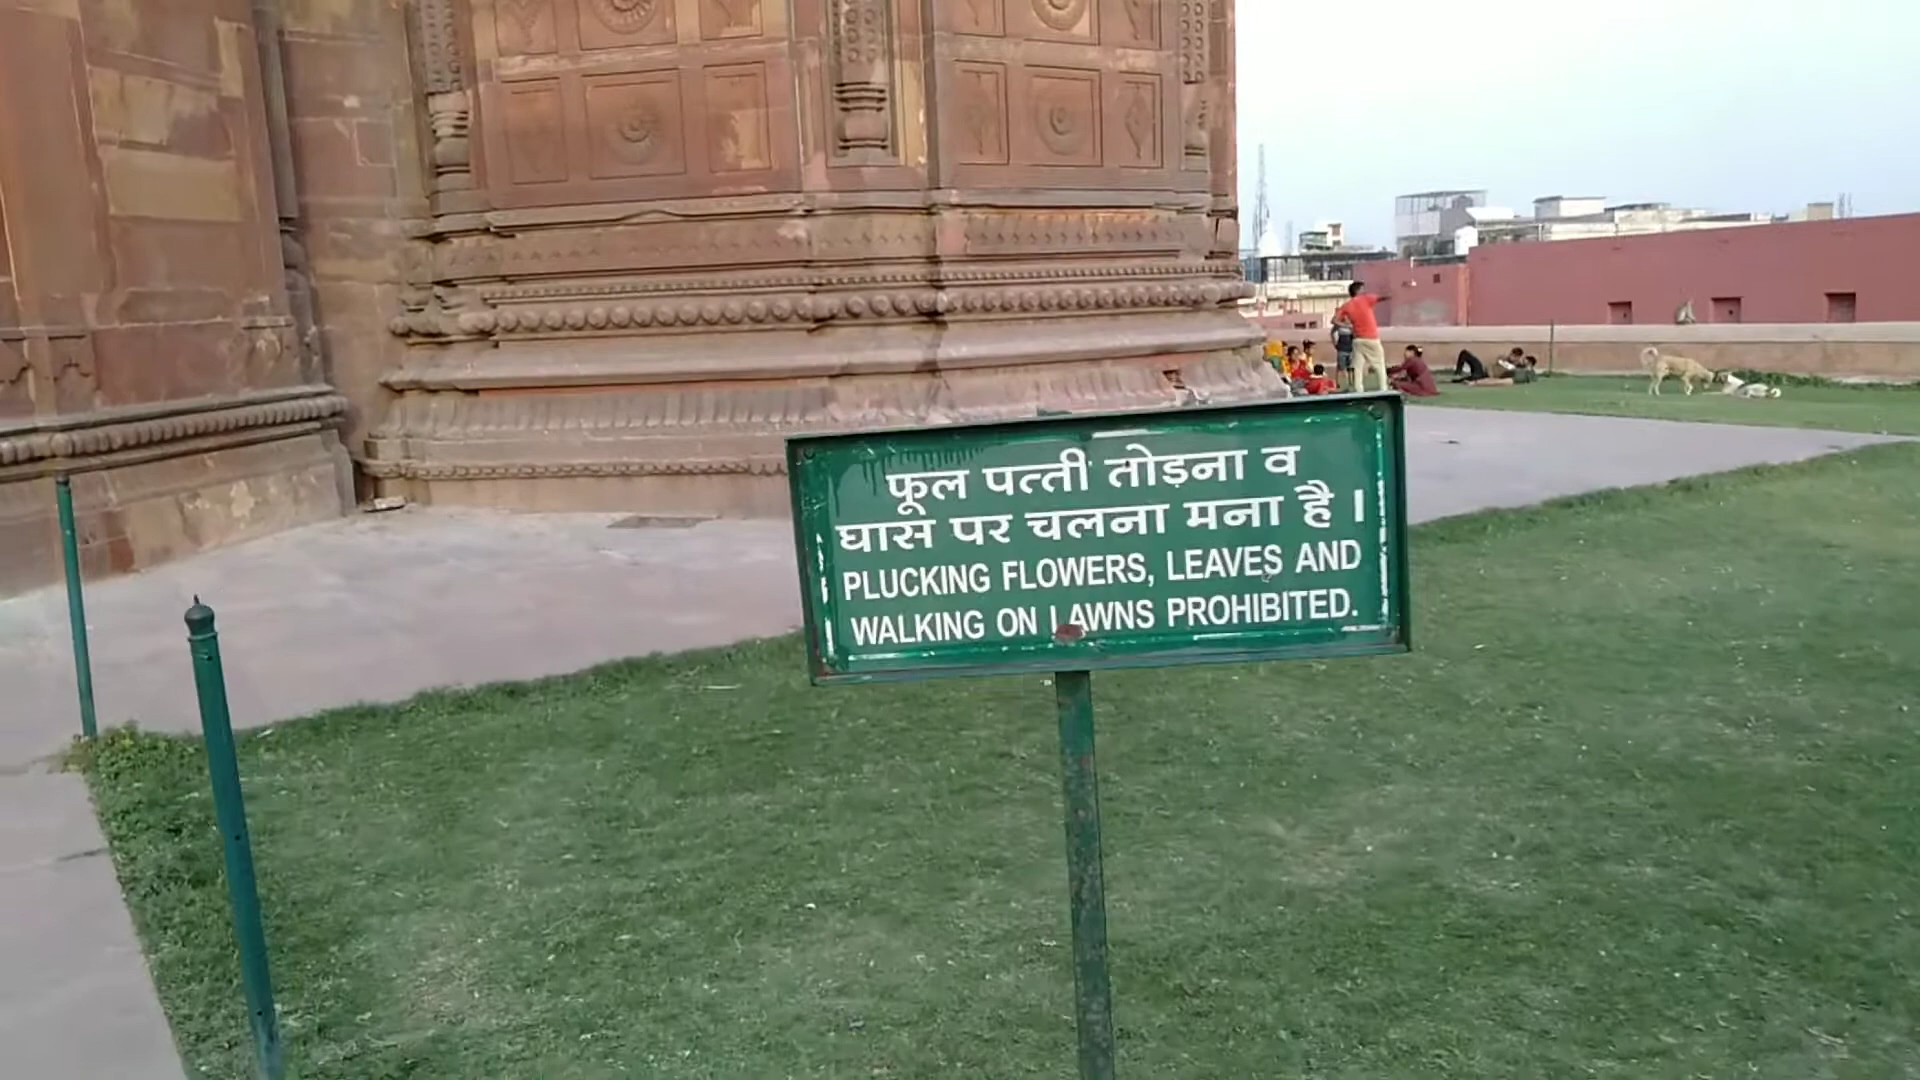 फूल पत्ती तोड़ना व
घास पर चलना मना है ।
PLUCKING FLOWERS, LEAVES AND
WALKING ON LAWNS PROHIBITED.